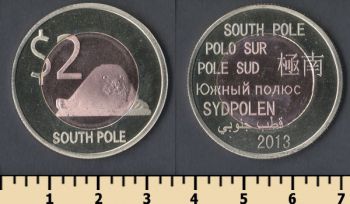 $2
SOUTH POLE
SOUTH POLE
POLO SUR
POLE SUD 極南
Южный полюс
SYDPOLEN
قطب جنوبي
2013
1 2 3 4 5 6 7